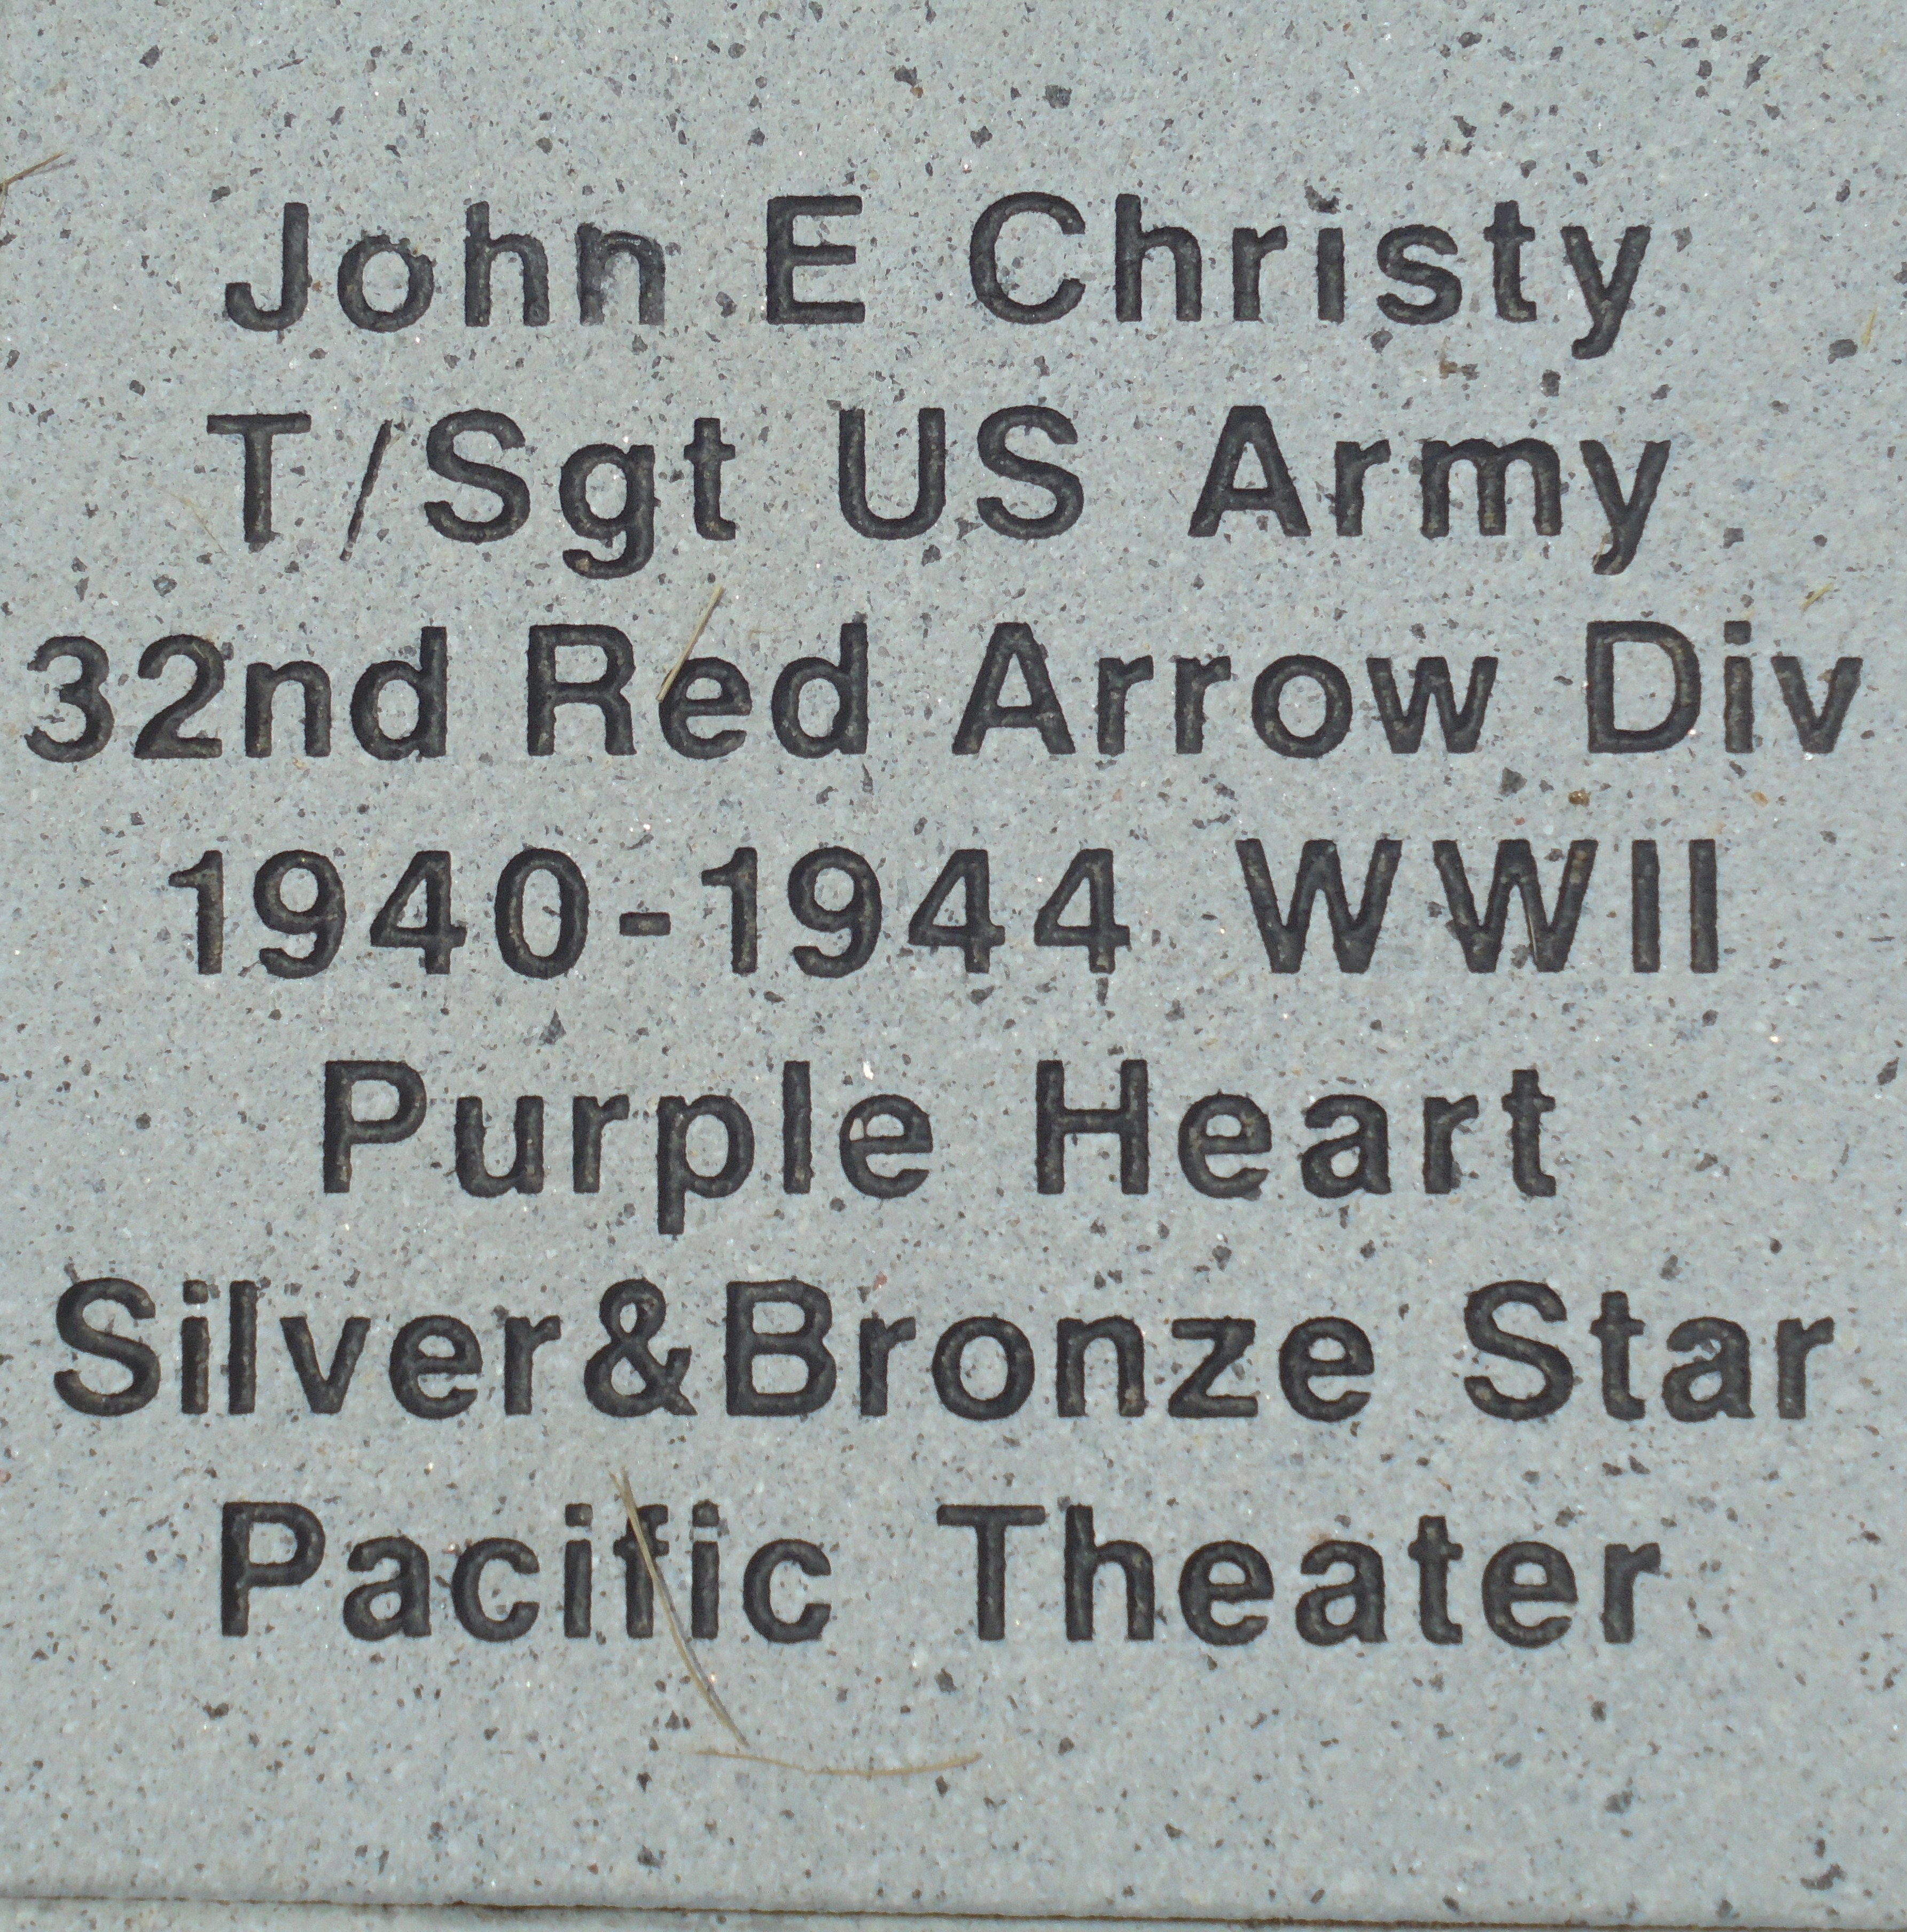 John E Christy
T/Sgt US Army
32nd Red Arrow Div
1940-1944 WWII
Purple Heart
Silver&Bronze Star
Pacific Theater